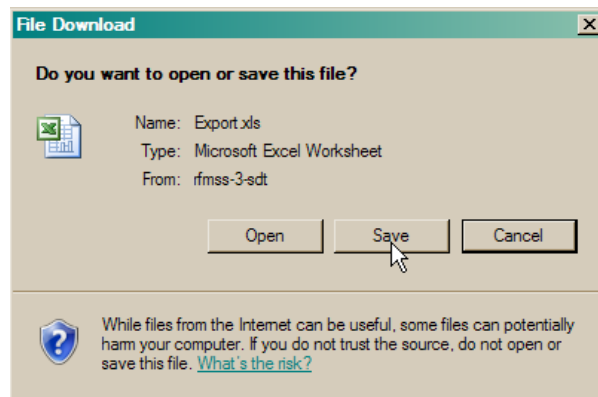 File Download
Do you want to open or save this file?
Name: Export.xls
Type: Microsoft Excel Worksheet
From: rfmss-3-sdt
Open Save Cancel
While files from the Internet can be useful, some files can potentially
harm your computer. If you do not trust the source, do not open or
save this file. What's the risk?